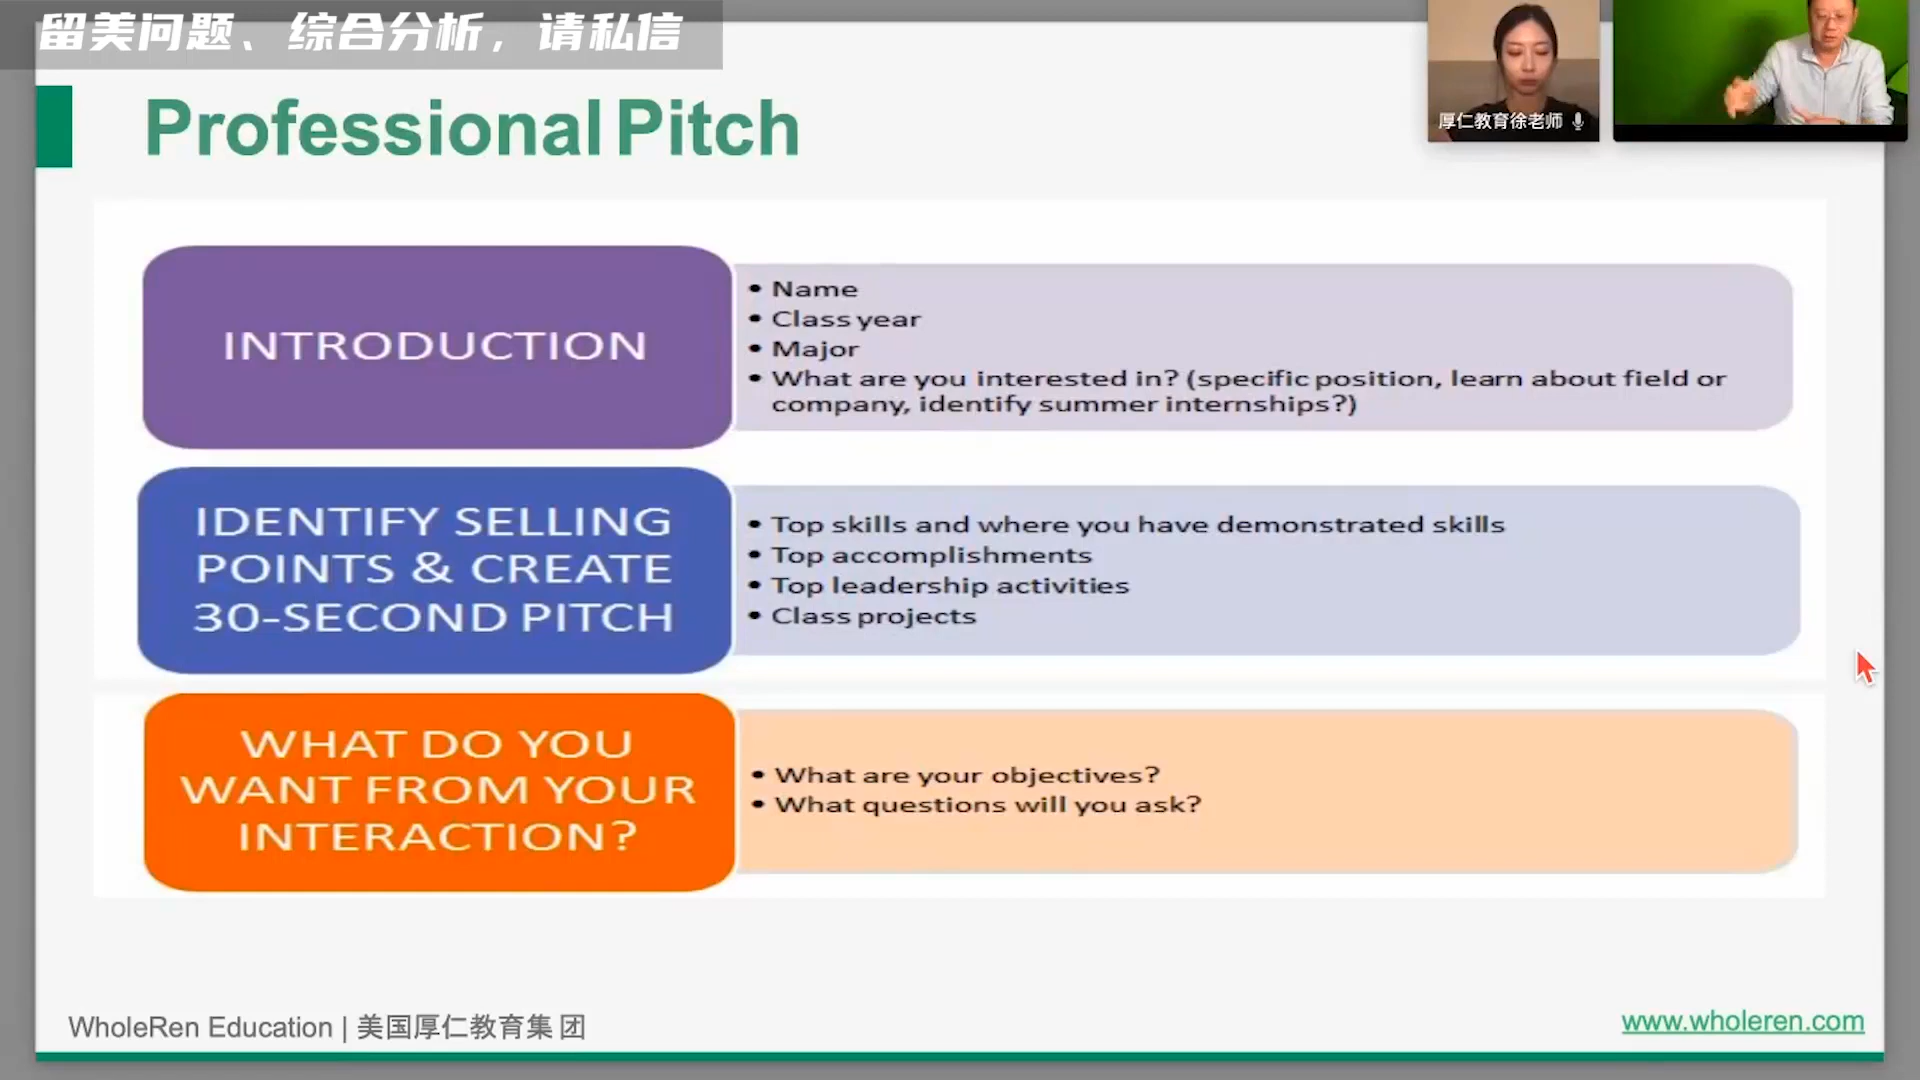 留美问题、综合分析，请私信
Professional Pitch
厚仁教育徐老师
INTRODUCTION
• Name
• Class year
• Major
• What are you interested in? (specific position, learn about field or
company, identify summer internships?)
IDENTIFY SELLING
POINTS & CREATE
30-SECOND PITCH
• Top skills and where you have demonstrated skills
• Top accomplishments
• Top leadership activities
• Class projects
WHAT DO YOU
WANT FROM YOUR
INTERACTION?
• What are your objectives?
• What questions will you ask?
WholeRen Education | 美国厚仁教育集团
www.wholeren.com